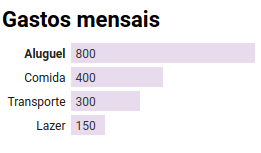 Gastos mensais
Aluguel 800
Comida 400
Transporte 300
Lazer 150